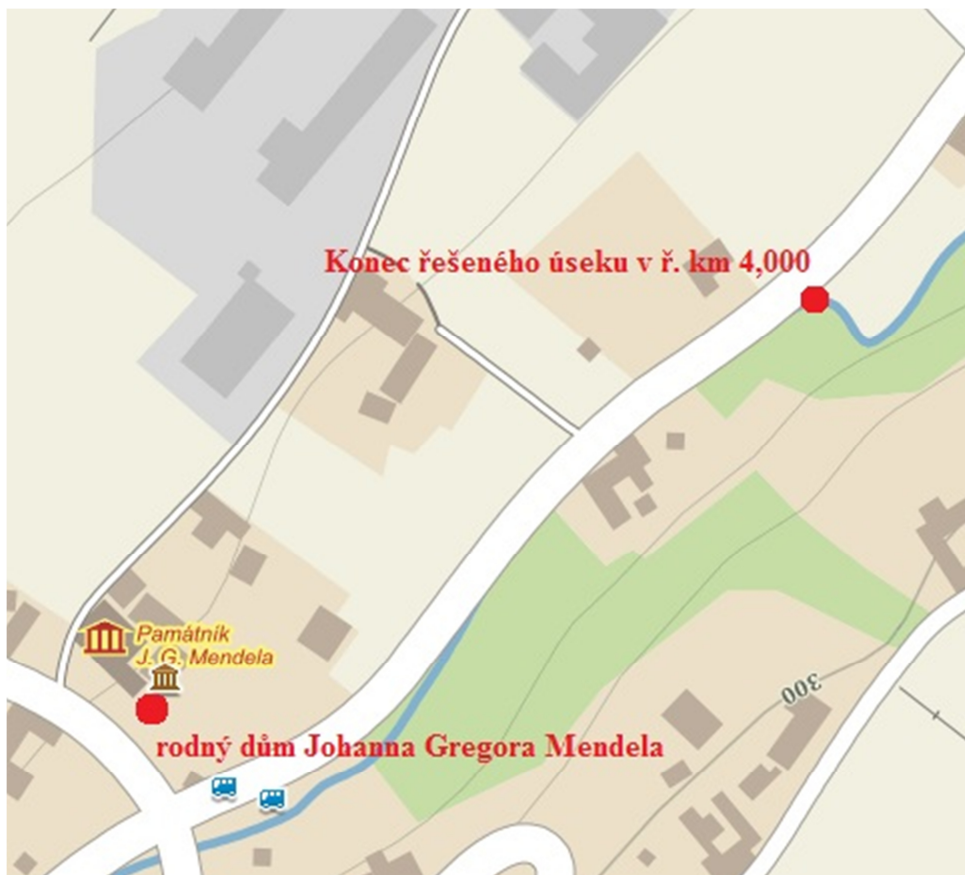 Konec řešeného úseku v ř. km 4,000
Památník
J. G. Mendela
300
rodný dům Johanna Gregora Mendela